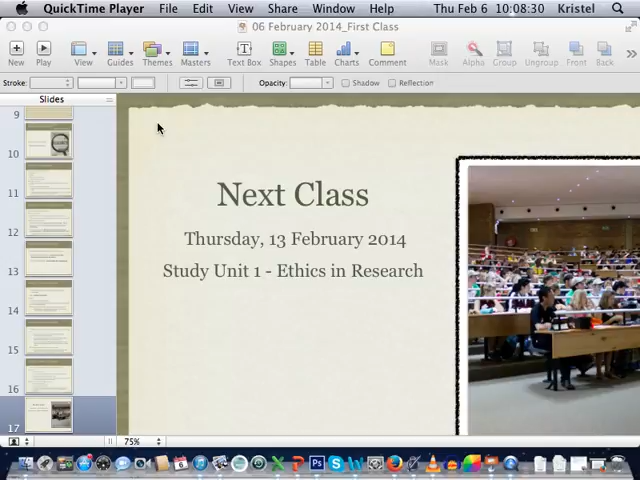 QuickTime Player File Edit View Share Window Help Thu Feb 6 10:08:30 Kristel
06 February 2014_First Class
New Play View Guides Themes Masters Text Box Shapes Table Charts Comment Mask Alpha Group Ungroup Front Back
Stroke: Opacity: Shadow Reflection
Slides
9
10
11
12
13
14
15
16
17
Next Class
Thursday, 13 February 2014
Study Unit 1 - Ethics in Research
75%